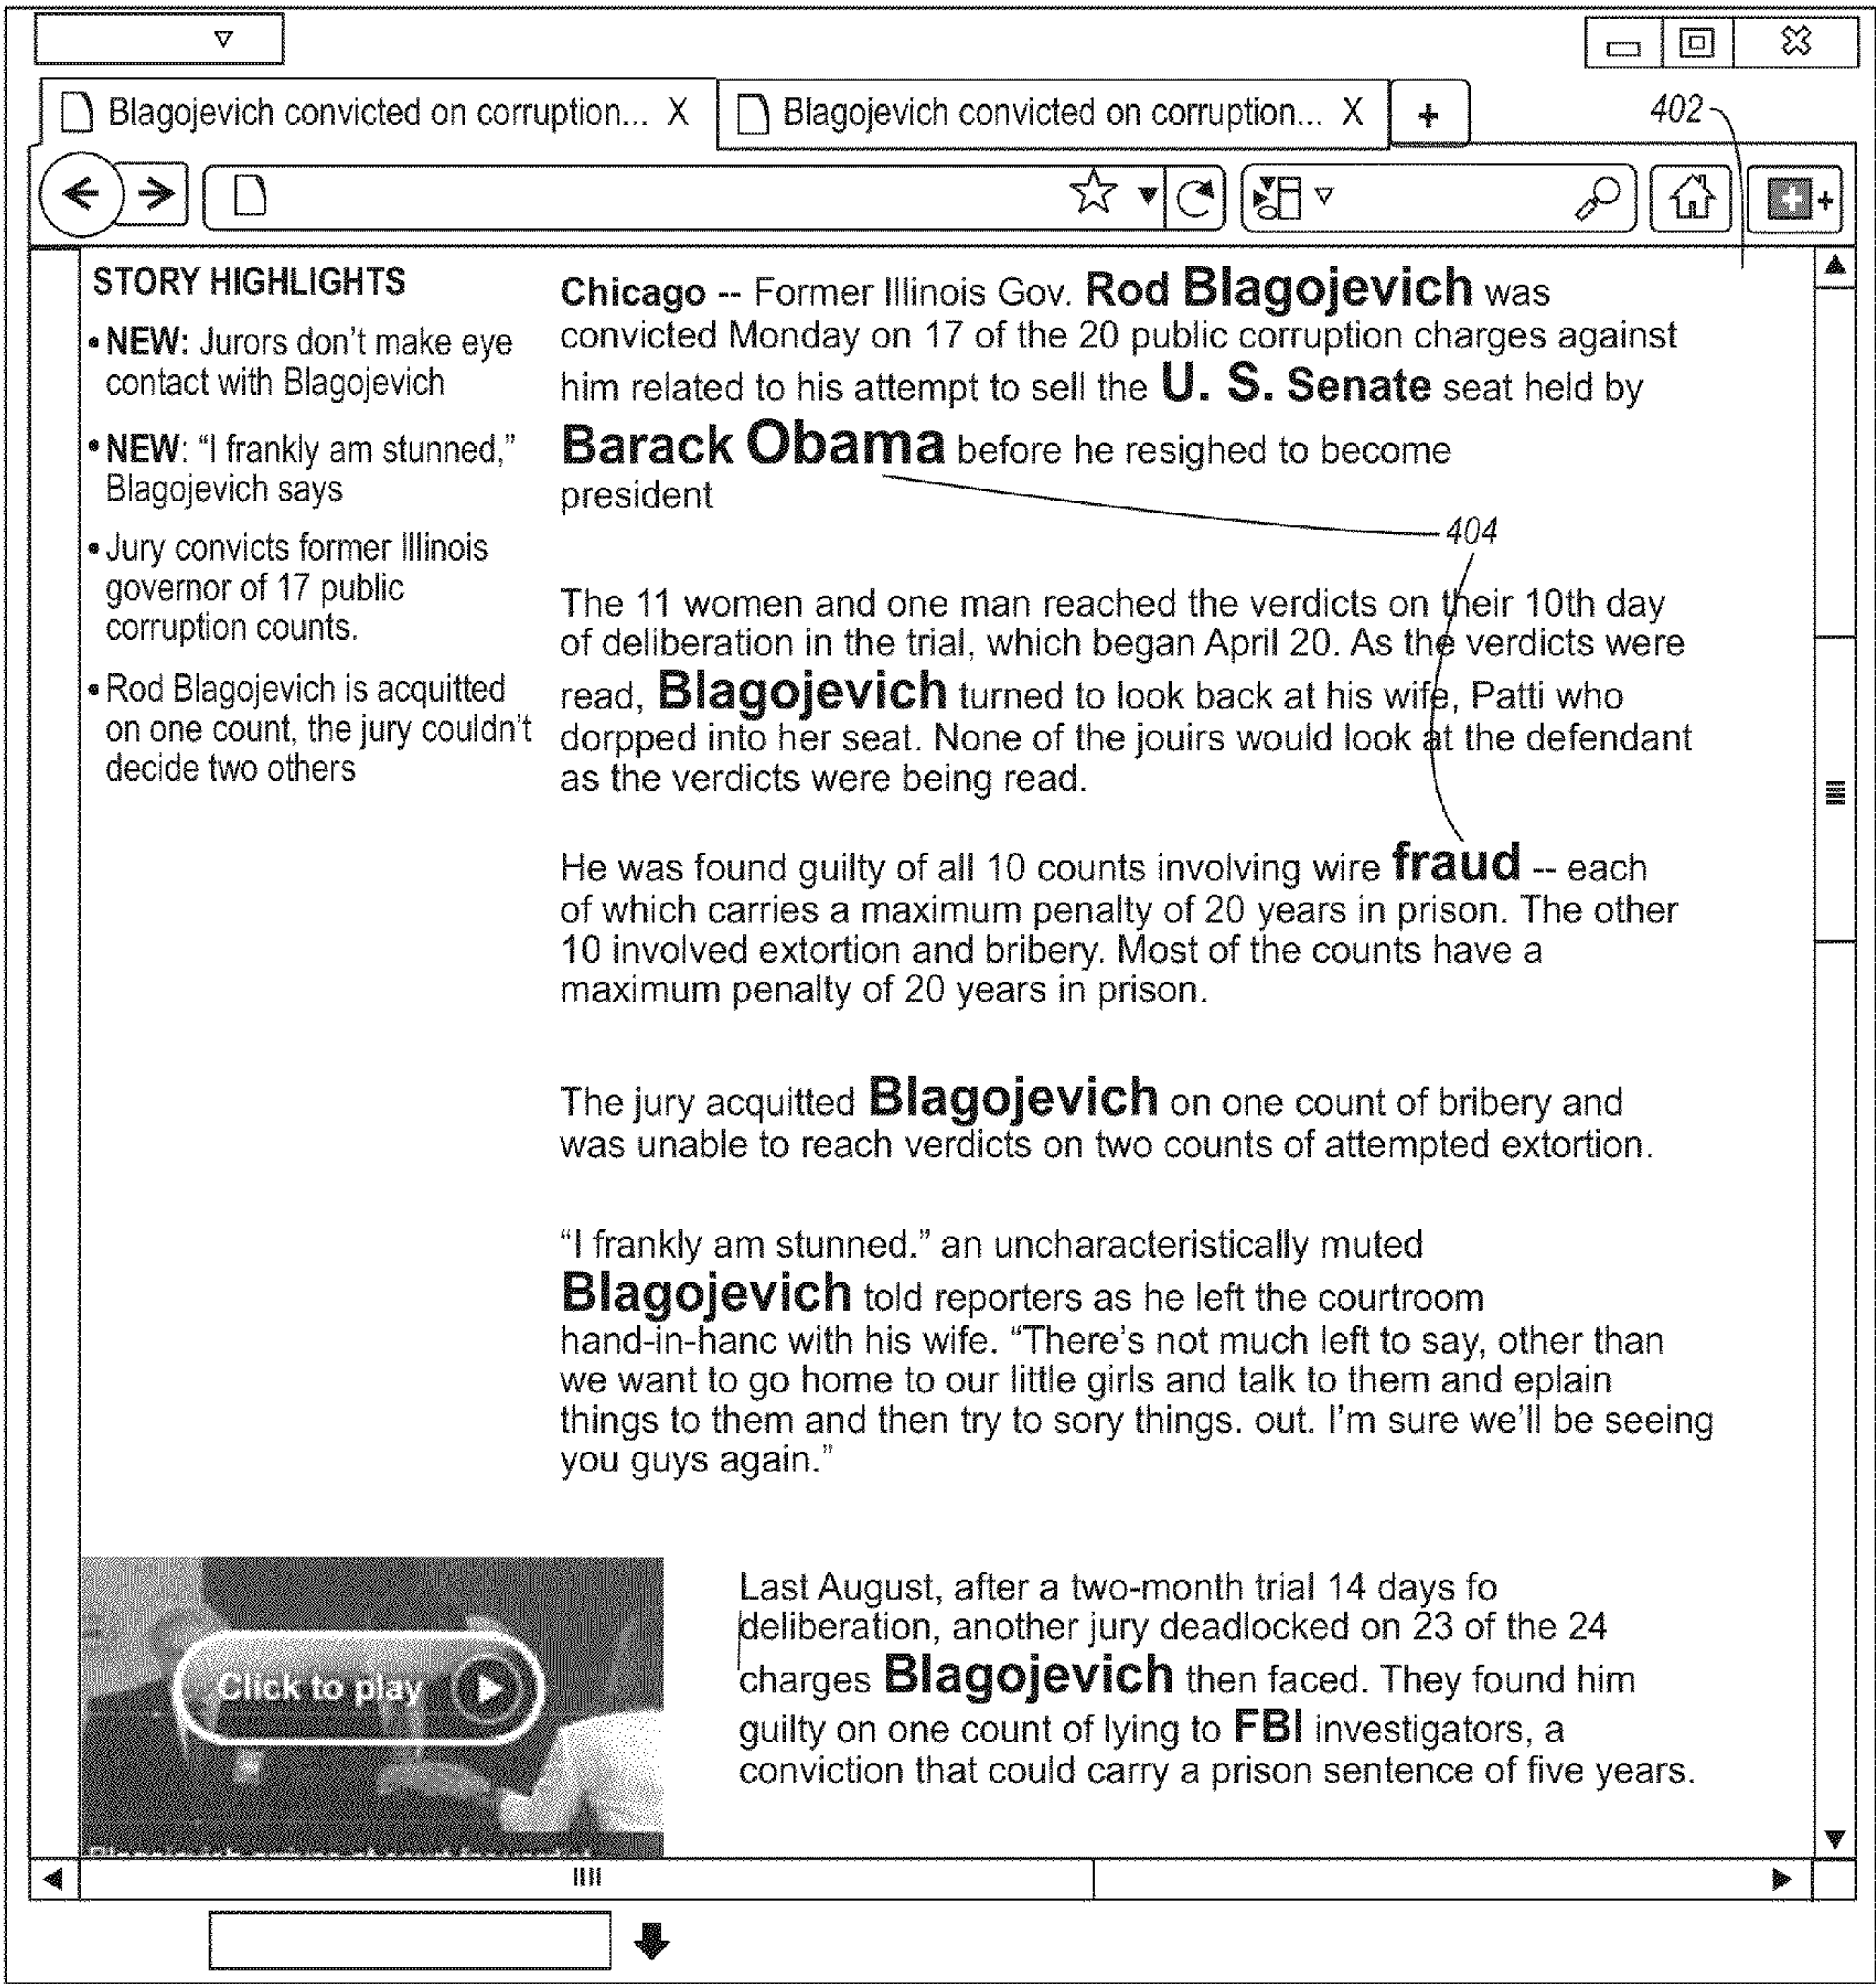 Blagojevich convicted on corruption... X
Blagojevich convicted on corruption... X
+
402
+
STORY HIGHLIGHTS
• NEW: Jurors don't make eye
contact with Blagojevich
• NEW: “I frankly am stunned,”
Blagojevich says
• Jury convicts former Illinois
governor of 17 public
corruption counts.
• Rod Blagojevich is acquitted
on one count, the jury couldn't
decide two others
Chicago -- Former Illinois Gov. Rod Blagojevich was
convicted Monday on 17 of the 20 public corruption charges against
him related to his attempt to sell the U. S. Senate seat held by
Barack Obama before he resighed to become
president
404
The 11 women and one man reached the verdicts on their 10th day
of deliberation in the trial, which began April 20. As the verdicts were
read, Blagojevich turned to look back at his wife, Patti who
dorpped into her seat. None of the jouirs would look at the defendant
as the verdicts were being read.
He was found guilty of all 10 counts involving wire fraud -- each
of which carries a maximum penalty of 20 years in prison. The other
10 involved extortion and bribery. Most of the counts have a
maximum penalty of 20 years in prison.
The jury acquitted Blagojevich on one count of bribery and
was unable to reach verdicts on two counts of attempted extortion.
“I frankly am stunned.” an uncharacteristically muted
Blagojevich told reporters as he left the courtroom
hand-in-hanc with his wife. “There's not much left to say, other than
we want to go home to our little girls and talk to them and eplain
things to them and then try to sory things. out. I'm sure we'll be seeing
you guys again.”
Click to play
Last August, after a two-month trial 14 days fo
deliberation, another jury deadlocked on 23 of the 24
charges Blagojevich then faced. They found him
guilty on one count of lying to FBI investigators, a
conviction that could carry a prison sentence of five years.